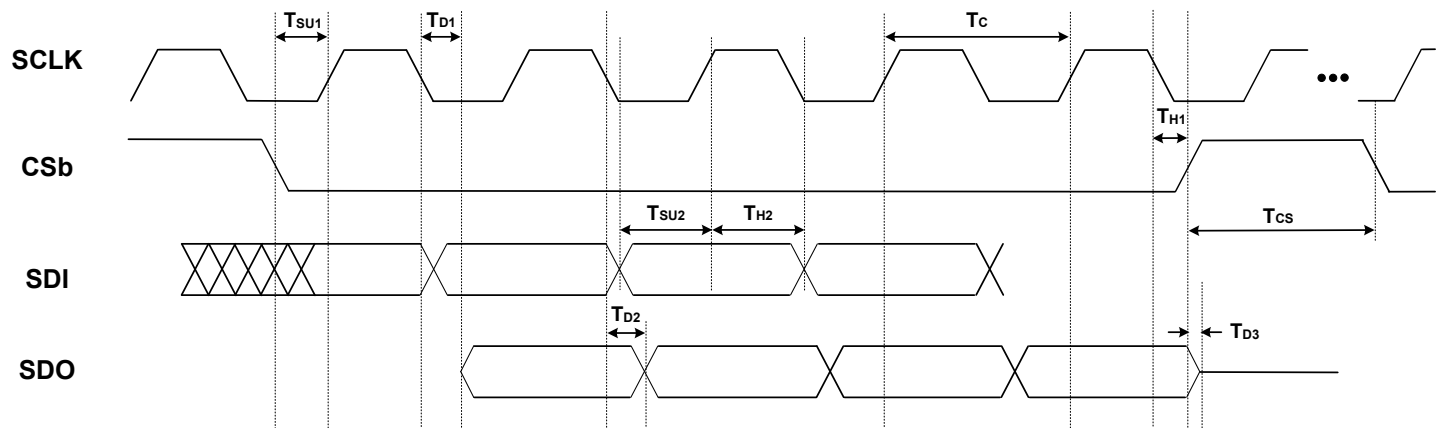 TSU1
TD1
TC
SCLK
•••
TH1
CSb
TSU2
TH2
TCS
SDI
TD2
TD3
SDO